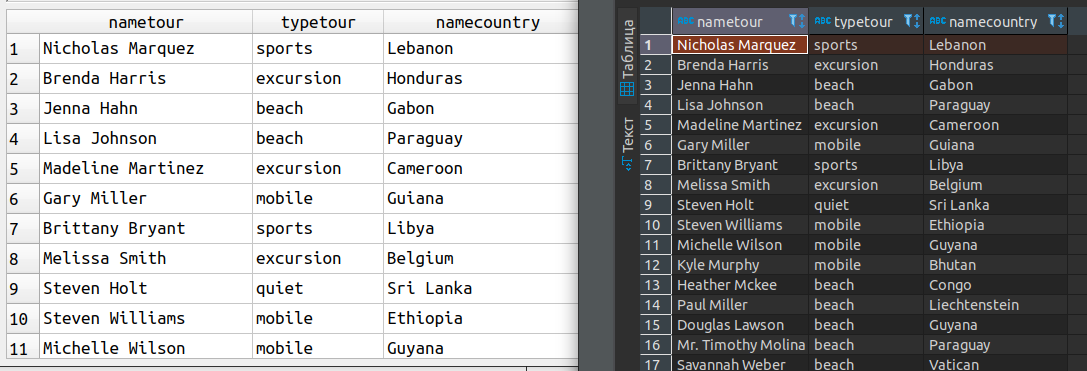 nametour typetour namecountry
1 Nicholas Marquez sports Lebanon
2 Brenda Harris excursion Honduras
3 Jenna Hahn beach Gabon
4 Lisa Johnson beach Paraguay
5 Madeline Martinez excursion Cameroon
6 Gary Miller mobile Guiana
7 Brittany Bryant sports Libya
8 Melissa Smith excursion Belgium
9 Steven Holt quiet Sri Lanka
10 Steven Williams mobile Ethiopia
11 Michelle Wilson mobile Guyana
Таблица
Текст
ABC nametour ABC typetour ABC namecountry
1 Nicholas Marquez sports Lebanon
2 Brenda Harris excursion Honduras
3 Jenna Hahn beach Gabon
4 Lisa Johnson beach Paraguay
5 Madeline Martinez excursion Cameroon
6 Gary Miller mobile Guiana
7 Brittany Bryant sports Libya
8 Melissa Smith excursion Belgium
9 Steven Holt quiet Sri Lanka
10 Steven Williams mobile Ethiopia
11 Michelle Wilson mobile Guyana
12 Kyle Murphy mobile Bhutan
13 Heather Mckee beach Congo
14 Paul Miller beach Liechtenstein
15 Douglas Lawson beach Guyana
16 Mr. Timothy Molina beach Paraguay
17 Savannah Weber beach Vatican